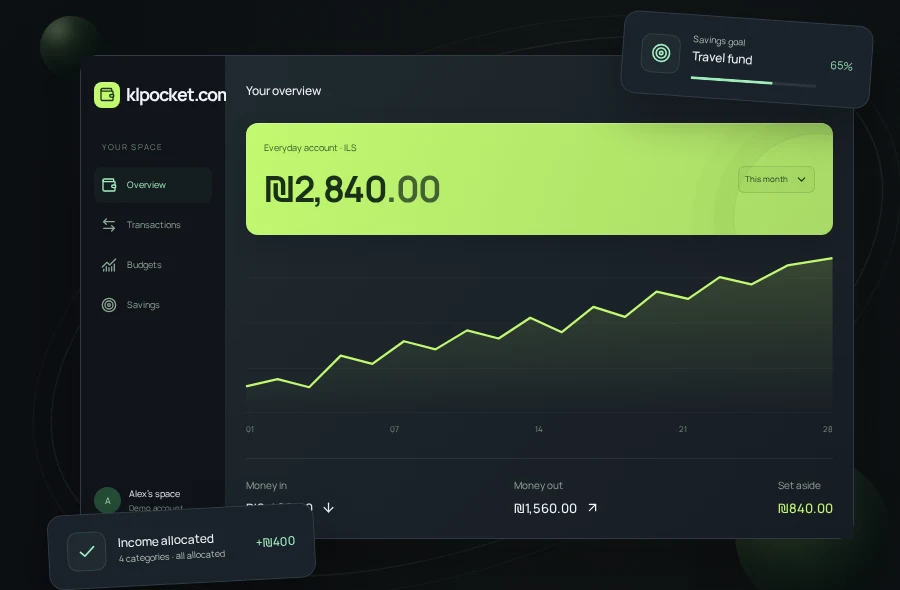 klpocket.com
Your overview
Savings goal
Travel fund
65%
YOUR SPACE
Overview
Transactions
Budgets
Savings
Everyday account · ILS
₪2,840.00
This month
01 07 14 21 28
Money in
Money out
₪1,560.00
Set aside
₪840.00
A
Alex's space
Demo account
Income allocated
4 categories · all allocated
+₪400